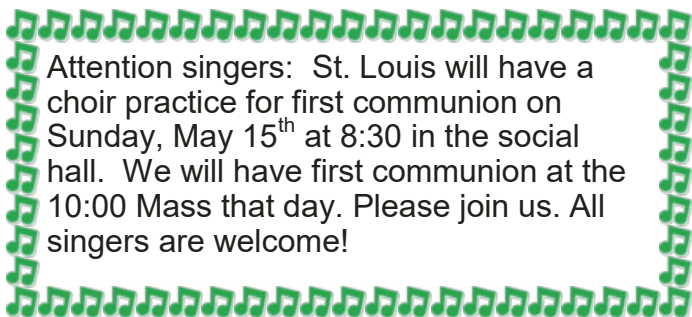 Attention singers:  St. Louis will have a
choir practice for first communion on
Sunday, May 15th at 8:30 in the social
hall.  We will have first communion at the
10:00 Mass that day. Please join us. All
singers are welcome!